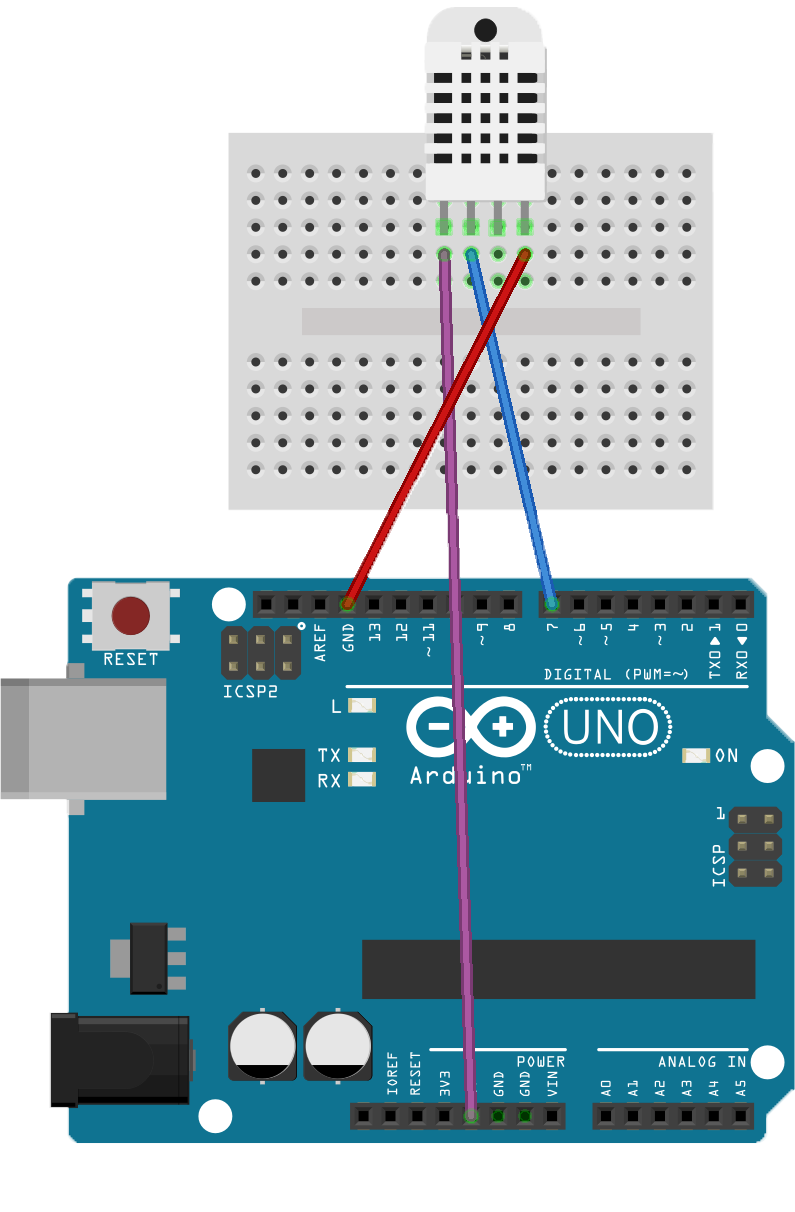 RESET
ICSP2
AREF
GND
13
12
~11
~9
8
7
~6
~5
4
~3
2
TX0▶1
RX0◀0
DIGITAL (PWM=~)
L
TX
RX
UNO
Arduino™
ON
1
ICSP
POWER
ANALOG IN
IOREF
RESET
3V3
GND
GND
VIN
A0
A1
A2
A3
A4
A5